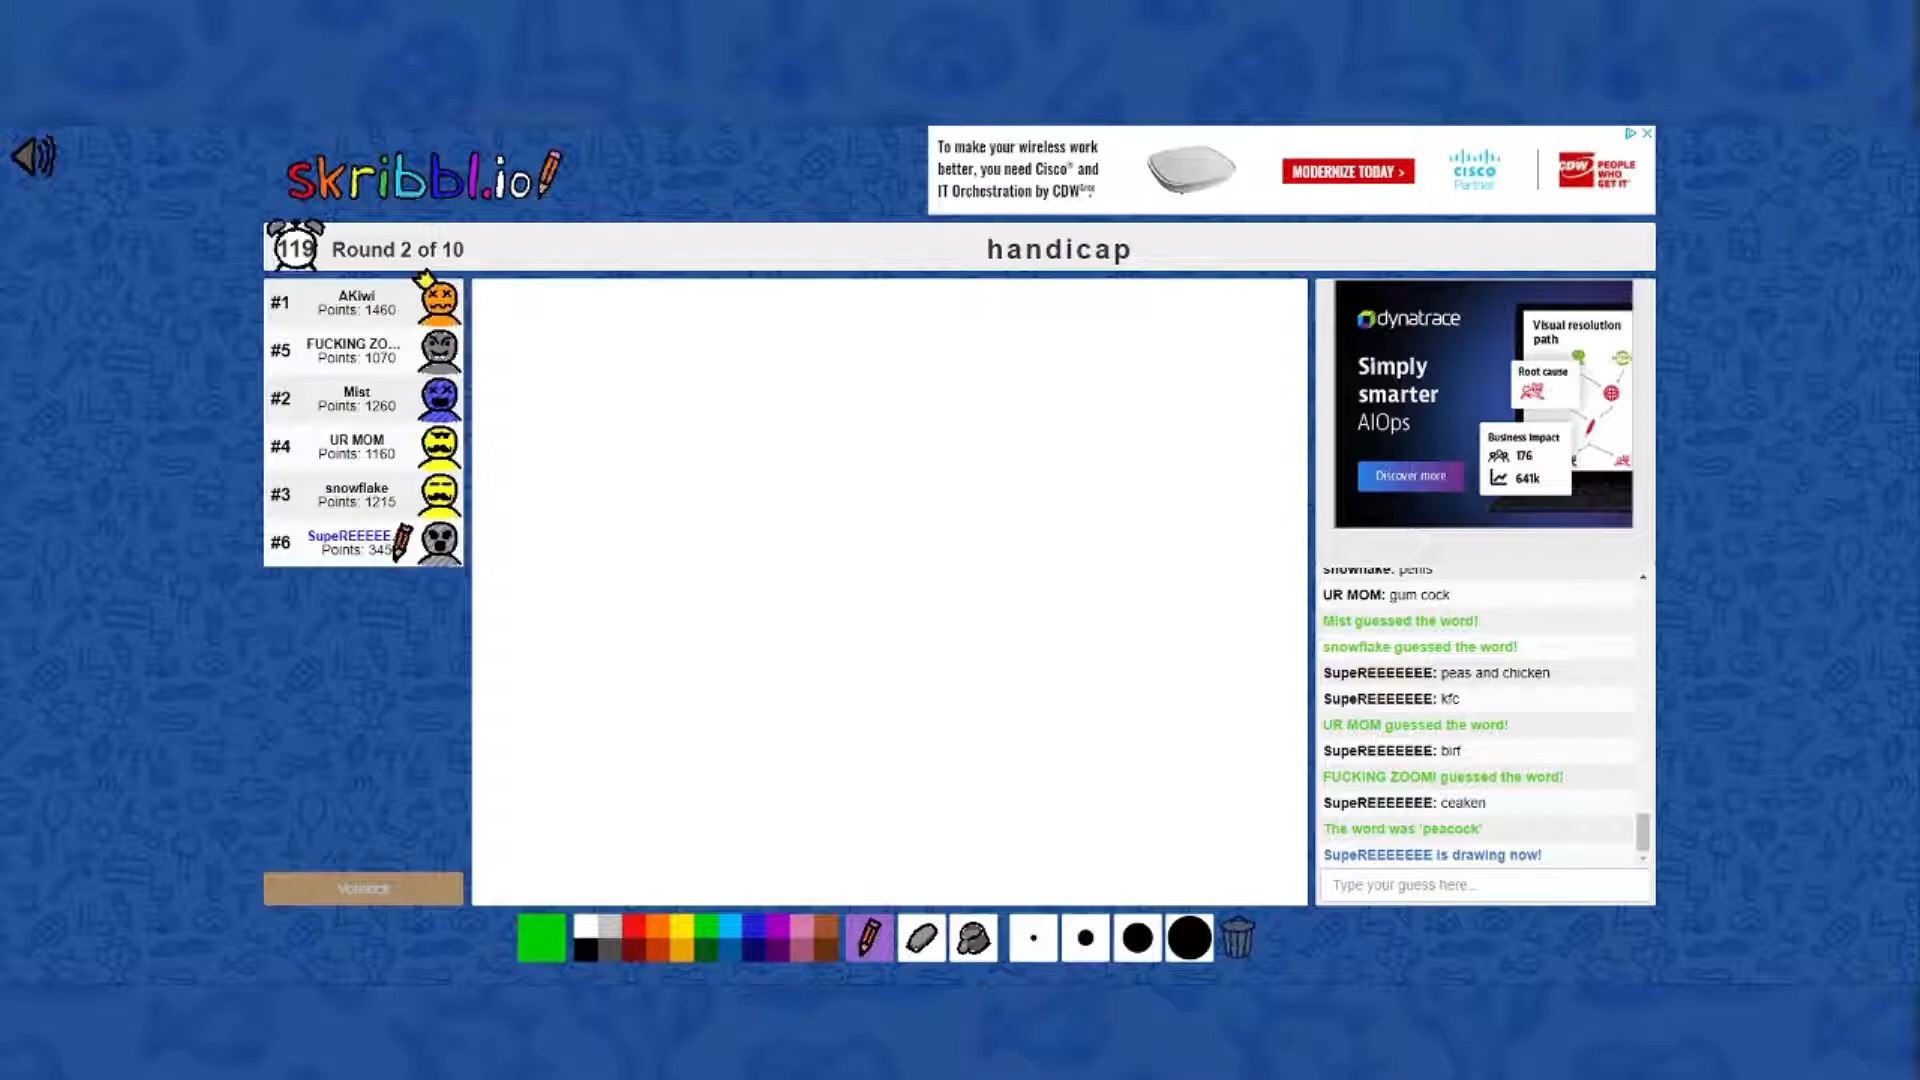 skribbl.io
To make your wireless work
better, you need Cisco® and
IT Orchestration by CDW
MODERNIZE TODAY >
CISCO
Partner
CDW
PEOPLE
WHO
GET IT
119
Round 2 of 10
handicap
#1
AKiwi
Points: 1460
#5
FUCKING ZO...
Points: 1070
#2
Mist
Points: 1260
#4
UR MOM
Points: 1160
#3
snowflake
Points: 1215
#6
SupeREEEEE
Points: 345
Votekick
dynatrace
Simply
smarter
AIOps
Discover more
Visual resolution
path
Root cause
Business impact
176
641k
snowflake: penis
UR MOM: gum cock
Mist guessed the word!
snowflake guessed the word!
SupeREEEEEEE: peas and chicken
SupeREEEEEEE: kfc
UR MOM guessed the word!
SupeREEEEEEE: birf
FUCKING ZOOM! guessed the word!
SupeREEEEEEE: ceaken
The word was 'peacock'
SupeREEEEEEE is drawing now!
Type your guess here...